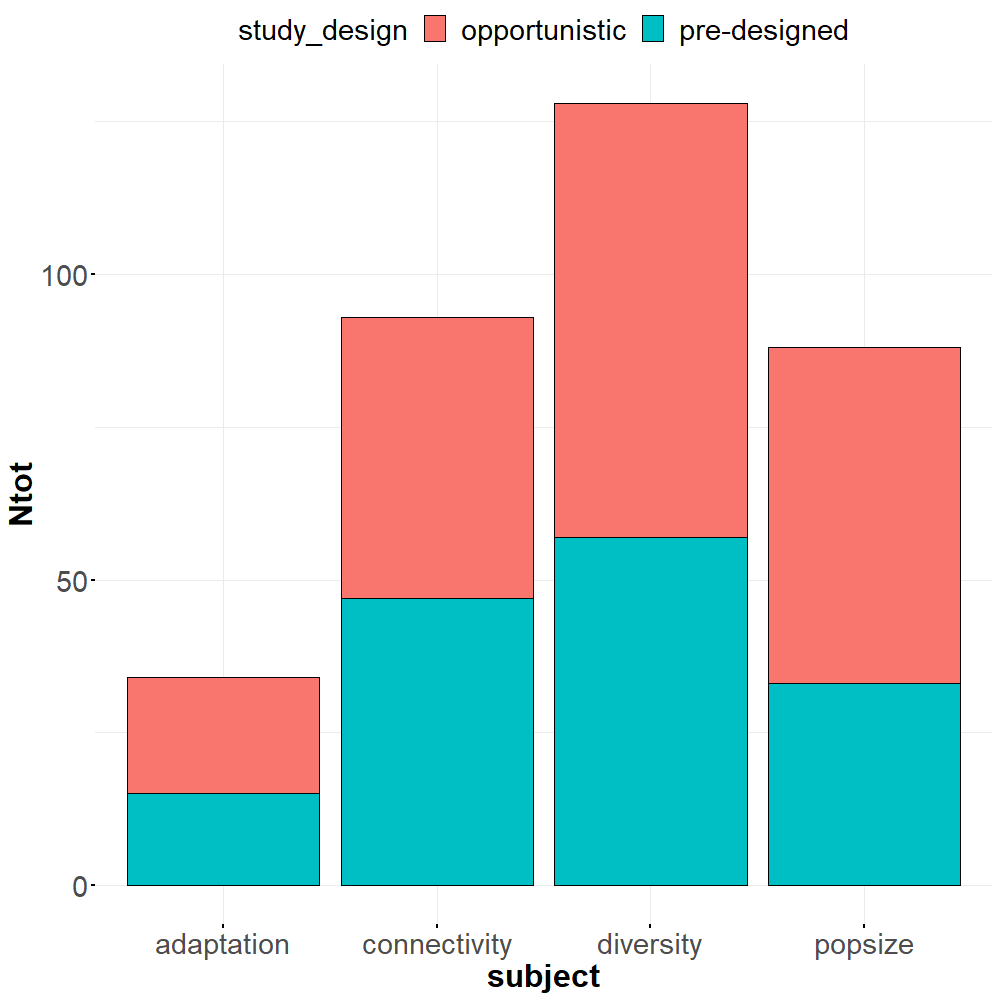 study_design opportunistic pre-designed
Ntot
100
50
0
adaptation connectivity diversity popsize
subject